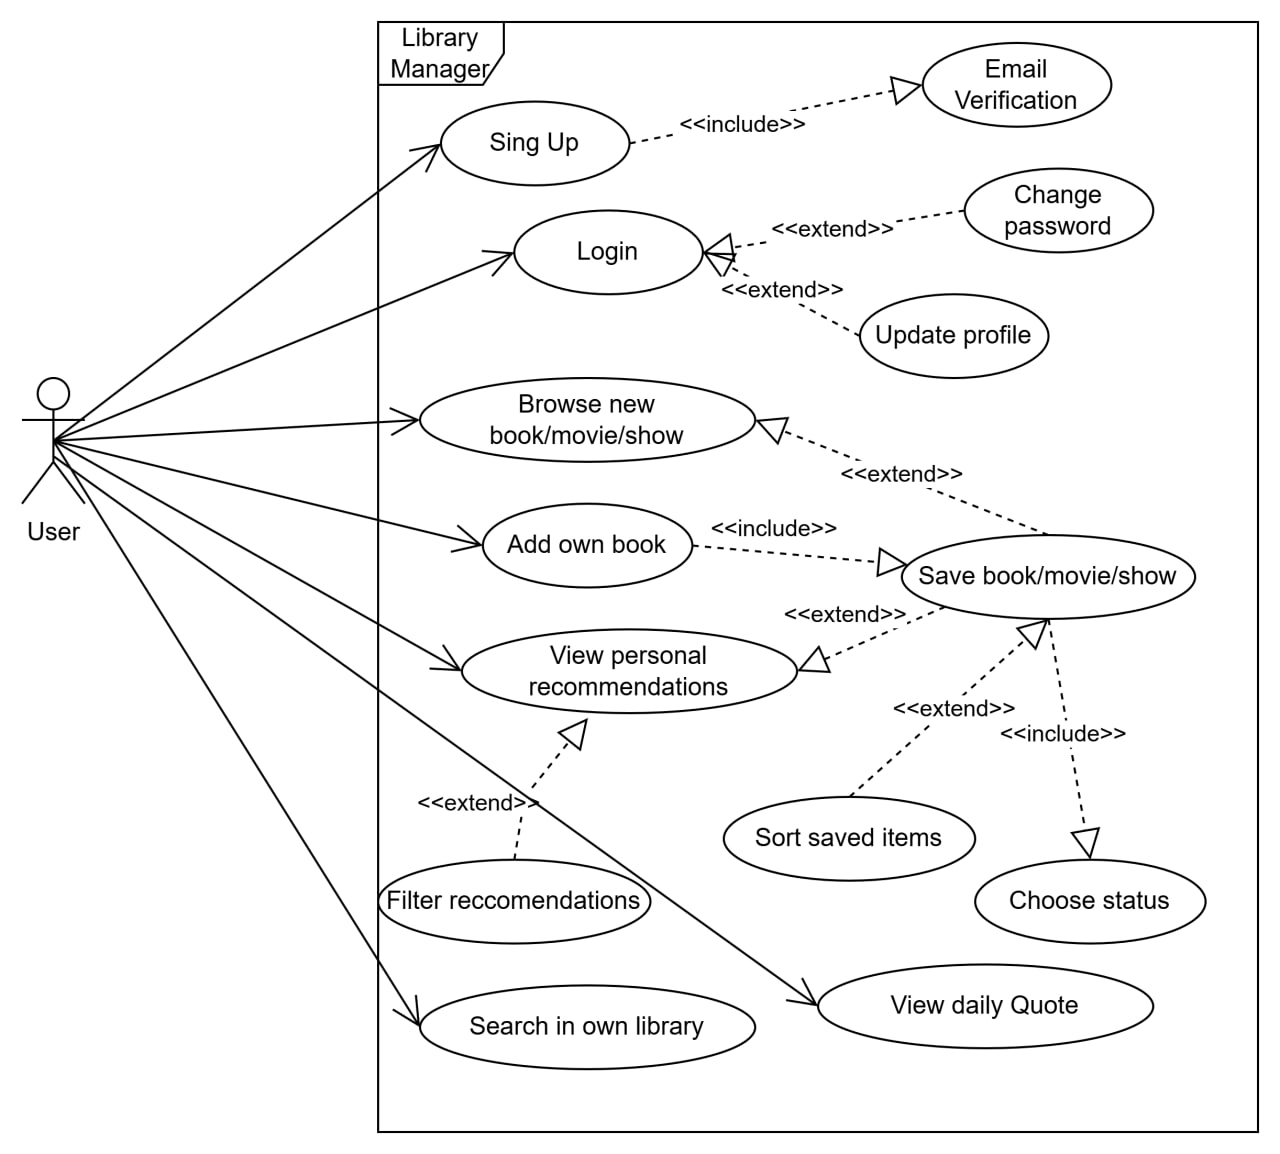 Library
Manager
Email
Verification
<<include>>
Sing Up
Change
password
<<extend>>
Login
<<extend>>
Update profile
Browse new
book/movie/show
<<extend>>
User
<<include>>
Add own book
Save book/movie/show
<<extend>>
View personal
recommendations
<<extend>>
<<include>>
<<extend>>
Sort saved items
Filter reccomendations
Choose status
View daily Quote
Search in own library